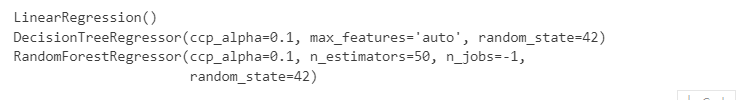 LinearRegression()
DecisionTreeRegressor(ccp_alpha=0.1, max_features='auto', random_state=42)
RandomForestRegressor(ccp_alpha=0.1, n_estimators=50, n_jobs=-1,
random_state=42)